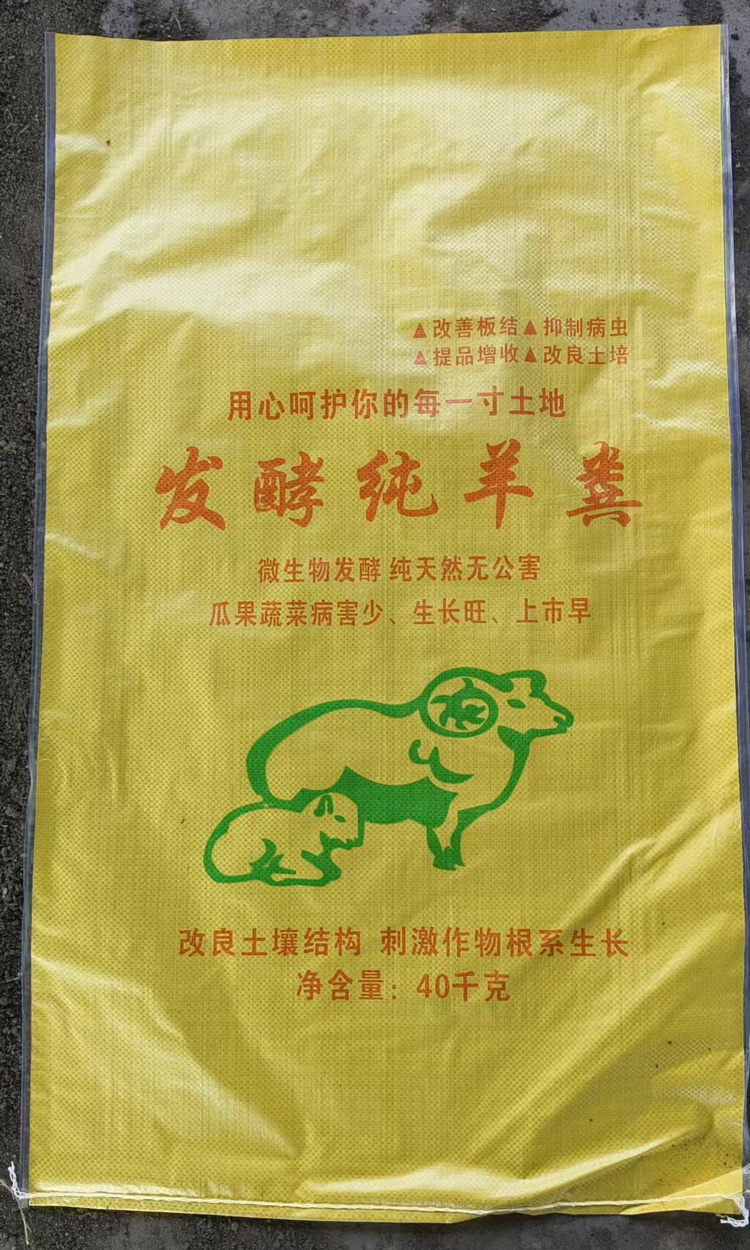 ▲改善板结▲抑制病虫
▲提品增收▲改良土培
用心呵护你的每一寸土地
发酵纯羊粪
微生物发酵 纯天然无公害
瓜果蔬菜病害少、生长旺、上市早
改良土壤结构 刺激作物根系生长
净含量：40千克